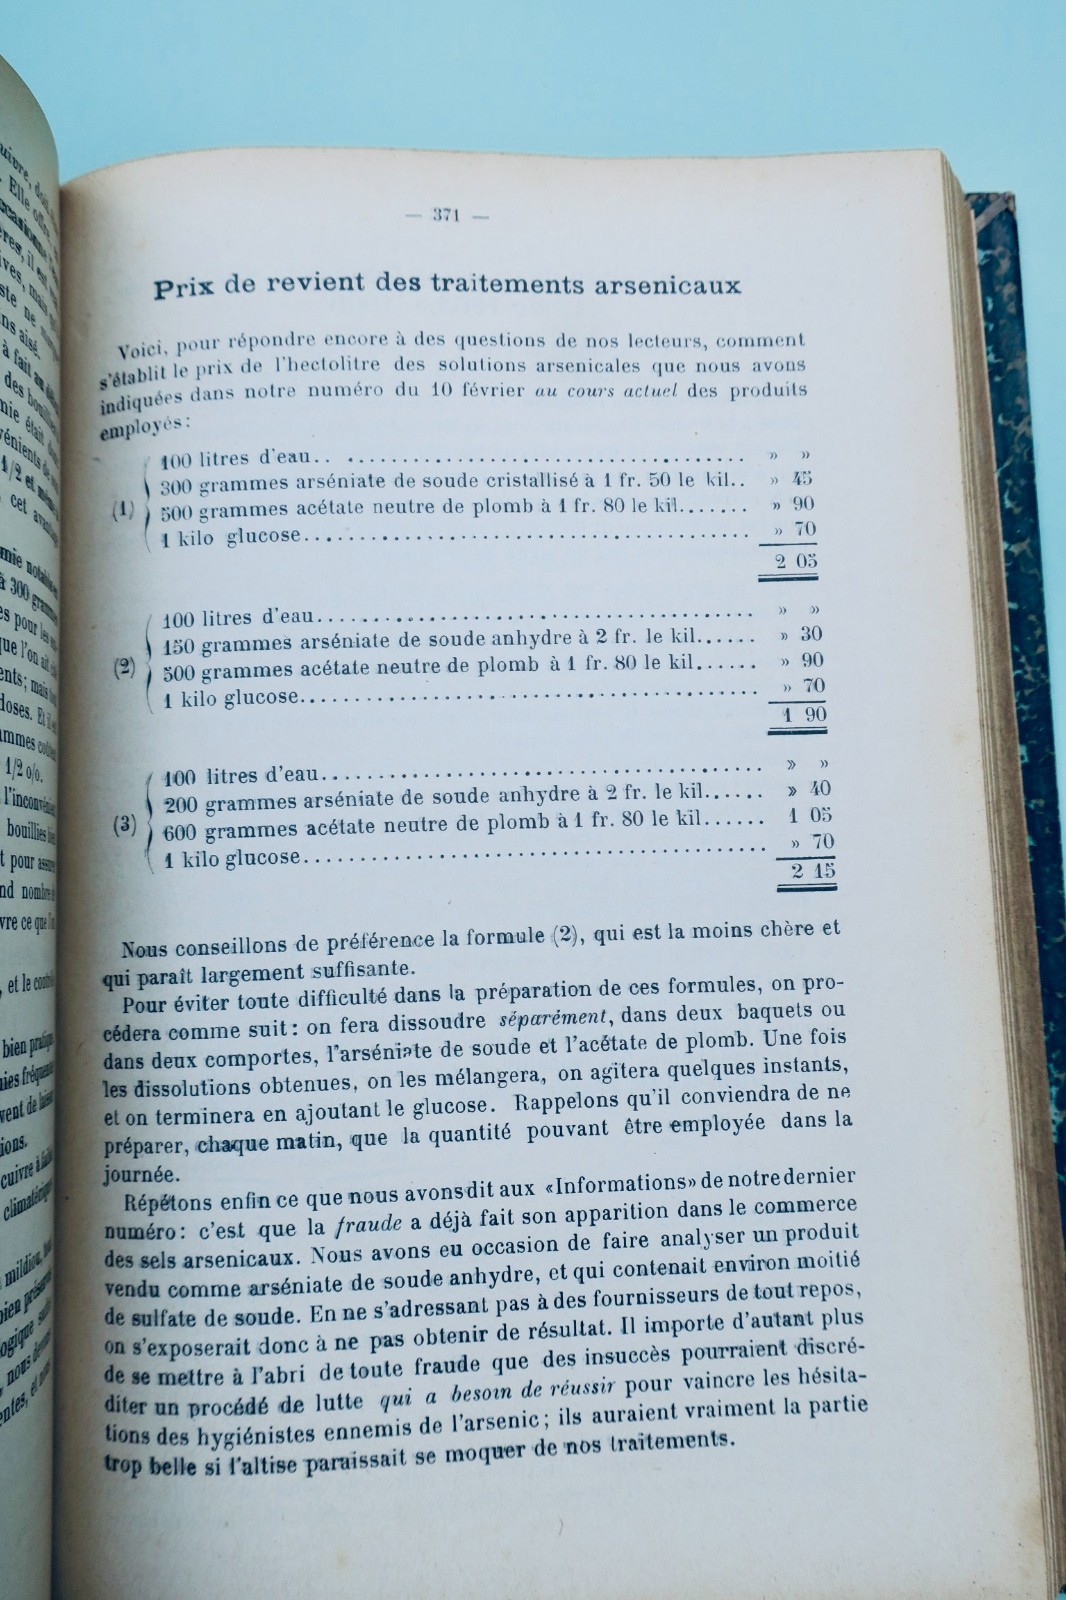 — 371 —
Prix de revient des traitements arsenicaux
Voici, pour répondre encore à des questions de nos lecteurs, comment
s'établit le prix de l'hectolitre des solutions arsenicales que nous avons
indiquées dans notre numéro du 10 février au cours actuel des produits
employés:
100 litres d'eau.. ........................................ » »
300 grammes arséniate de soude cristallisé à 1 fr. 50 le kil.. » 45
(1) 500 grammes acétate neutre de plomb à 1 fr. 80 le kil....... » 90
1 kilo glucose............................................ » 70
2 05
100 litres d'eau............................................ » »
150 grammes arséniate de soude anhydre à 2 fr. le kil...... » 30
(2) 500 grammes acétate neutre de plomb à 1 fr. 80 le kil...... » 90
1 kilo glucose............................................ » 70
1 90
100 litres d'eau............................................ » »
200 grammes arséniate de soude anhydre à 2 fr. le kil...... » 40
(3) 600 grammes acétate neutre de plomb à 1 fr. 80 le kil...... 1 05
1 kilo glucose............................................ » 70
2 15
Nous conseillons de préférence la formule (2), qui est la moins chère et
qui paraît largement suffisante.
Pour éviter toute difficulté dans la préparation de ces formules, on pro-
cédera comme suit: on fera dissoudre séparément, dans deux baquets ou
dans deux comportes, l'arséniate de soude et l'acétate de plomb. Une fois
les dissolutions obtenues, on les mélangera, on agitera quelques instants,
et on terminera en ajoutant le glucose. Rappelons qu'il conviendra de ne
préparer, chaque matin, que la quantité pouvant être employée dans la
journée.
Répétons enfin ce que nous avons dit aux «Informations» de notre dernier
numéro: c'est que la fraude a déjà fait son apparition dans le commerce
des sels arsenicaux. Nous avons eu occasion de faire analyser un produit
vendu comme arséniate de soude anhydre, et qui contenait environ moitié
de sulfate de soude. En ne s'adressant pas à des fournisseurs de tout repos,
on s'exposerait donc à ne pas obtenir de résultat. Il importe d'autant plus
de se mettre à l'abri de toute fraude que des insuccès pourraient discré-
diter un procédé de lutte qui a besoin de réussir pour vaincre les hésita-
tions des hygiénistes ennemis de l'arsenic; ils auraient vraiment la partie
trop belle si l'altise paraissait se moquer de nos traitements.